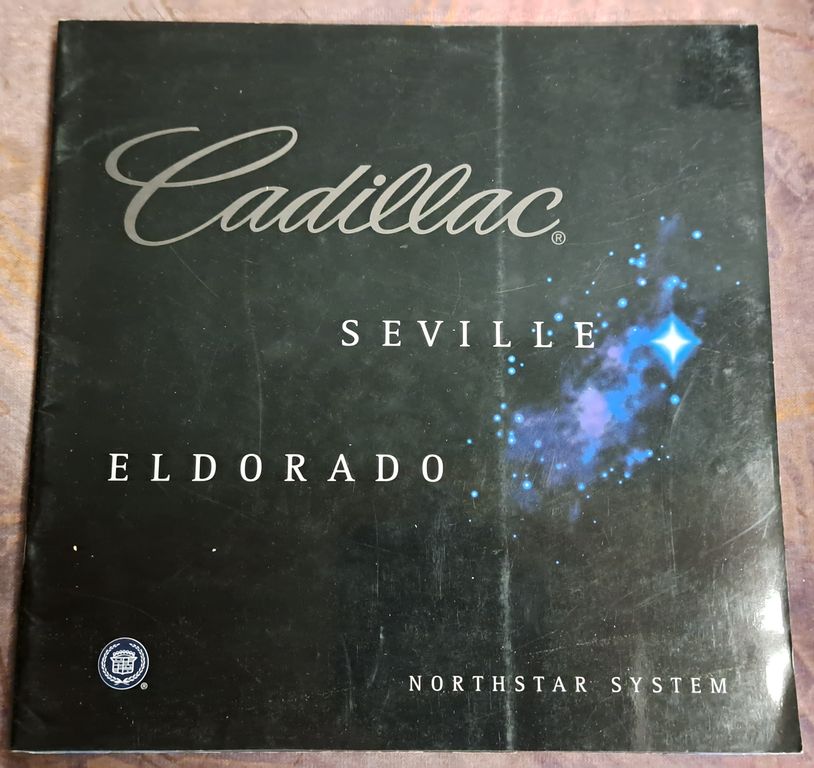 Cadillac®
SEVILLE
ELDORADO
®
NORTHSTAR SYSTEM